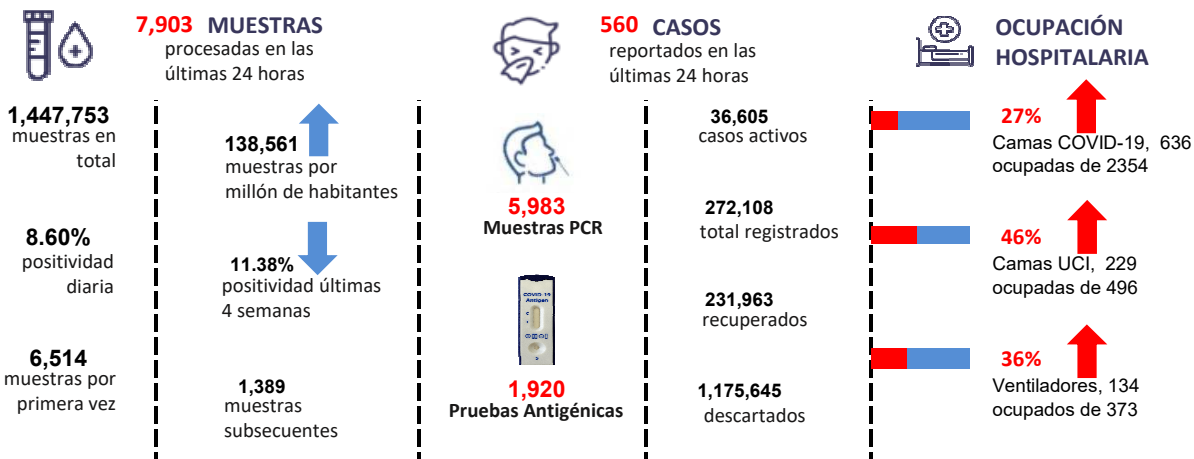 7,903 MUESTRAS
procesadas en las
últimas 24 horas
1,447,753
muestras en
total
8.60%
positividad
diaria
6,514
muestras por
primera vez
138,561
muestras por
millón de habitantes
11.38%
positividad últimas
4 semanas
1,389
muestras
subsecuentes
560 CASOS
reportados en las
últimas 24 horas
5,983
Muestras PCR
COVID-19
Antigen
1,920
Pruebas Antigénicas
36,605
casos activos
272,108
total registrados
231,963
recuperados
1,175,645
descartados
OCUPACIÓN
HOSPITALARIA
27%
Camas COVID-19, 636
ocupadas de 2354
46%
Camas UCI, 229
ocupadas de 496
36%
Ventiladores, 134
ocupados de 373